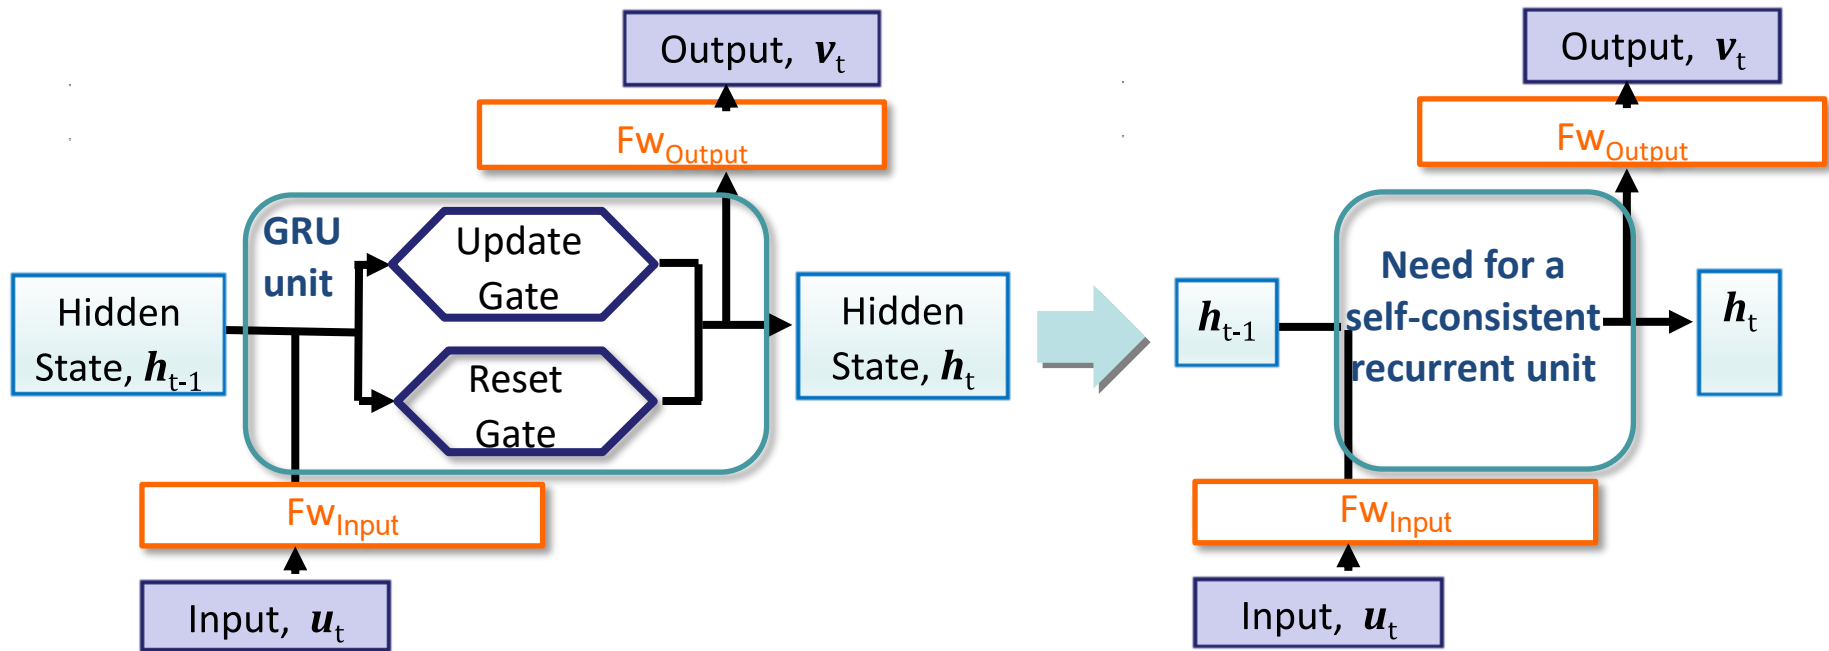 Output, vt
FwOutput
GRU
unit
Update
Gate
Hidden
State, ht-1
Reset
Gate
Hidden
State, ht
FwInput
Input, ut
Output, vt
FwOutput
ht-1
Need for a
self-consistent
recurrent unit
ht
FwInput
Input, ut